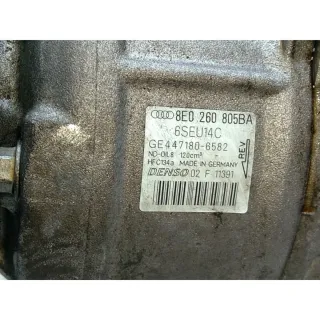 8E0 260 805BA
6SEU14C
GE447180-6582
ND-OIL8 120cm³
HFC134a MADE IN GERMANY
REV
DENSO 02 F 11391